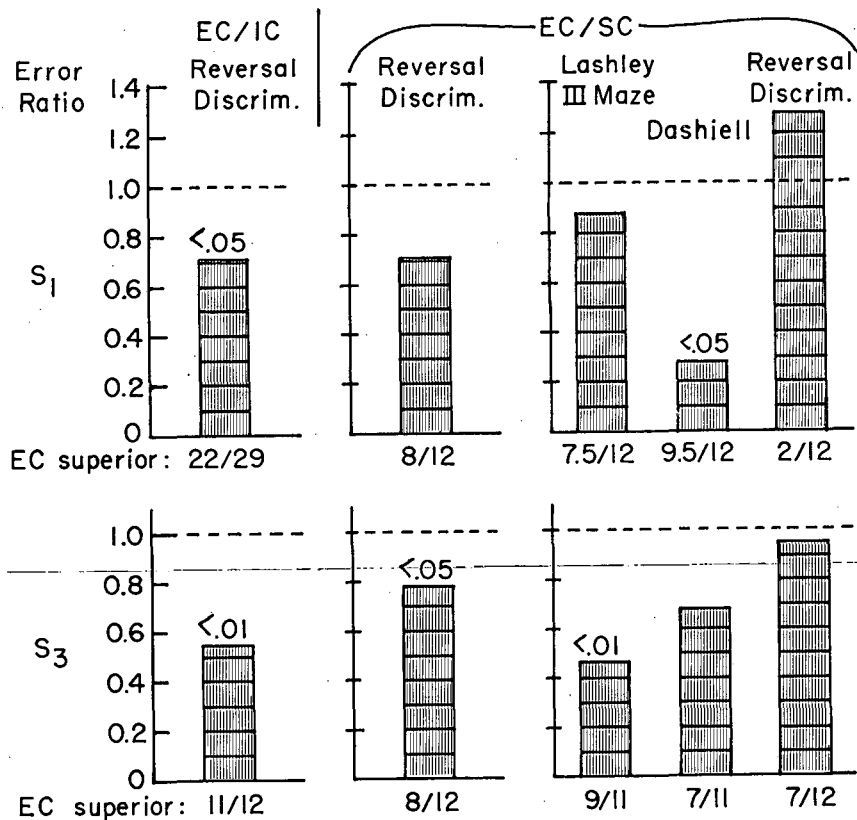 EC/IC
EC/SC
Error Ratio
Reversal Discrim.
Reversal Discrim.
Lashley III Maze
Dashiell
Reversal Discrim.
1.4
1.2
1.0
0.8
0.6
0.4
0.2
0
S1
<.05
<.05
EC superior: 22/29 8/12 7.5/12 9.5/12 2/12
1.0
0.8
0.6
0.4
0.2
0
S3
<.01
<.05
<.01
EC superior: 11/12 8/12 9/11 7/11 7/12